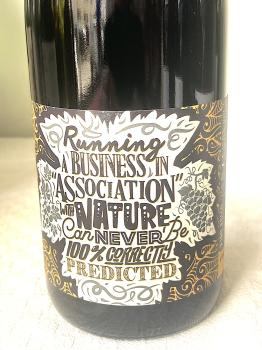 Running
A BUSINESS IN
"ASSOCIATION"
WITH NATURE
Can NEVER Be
100% CORRECTLY
PREDICTED